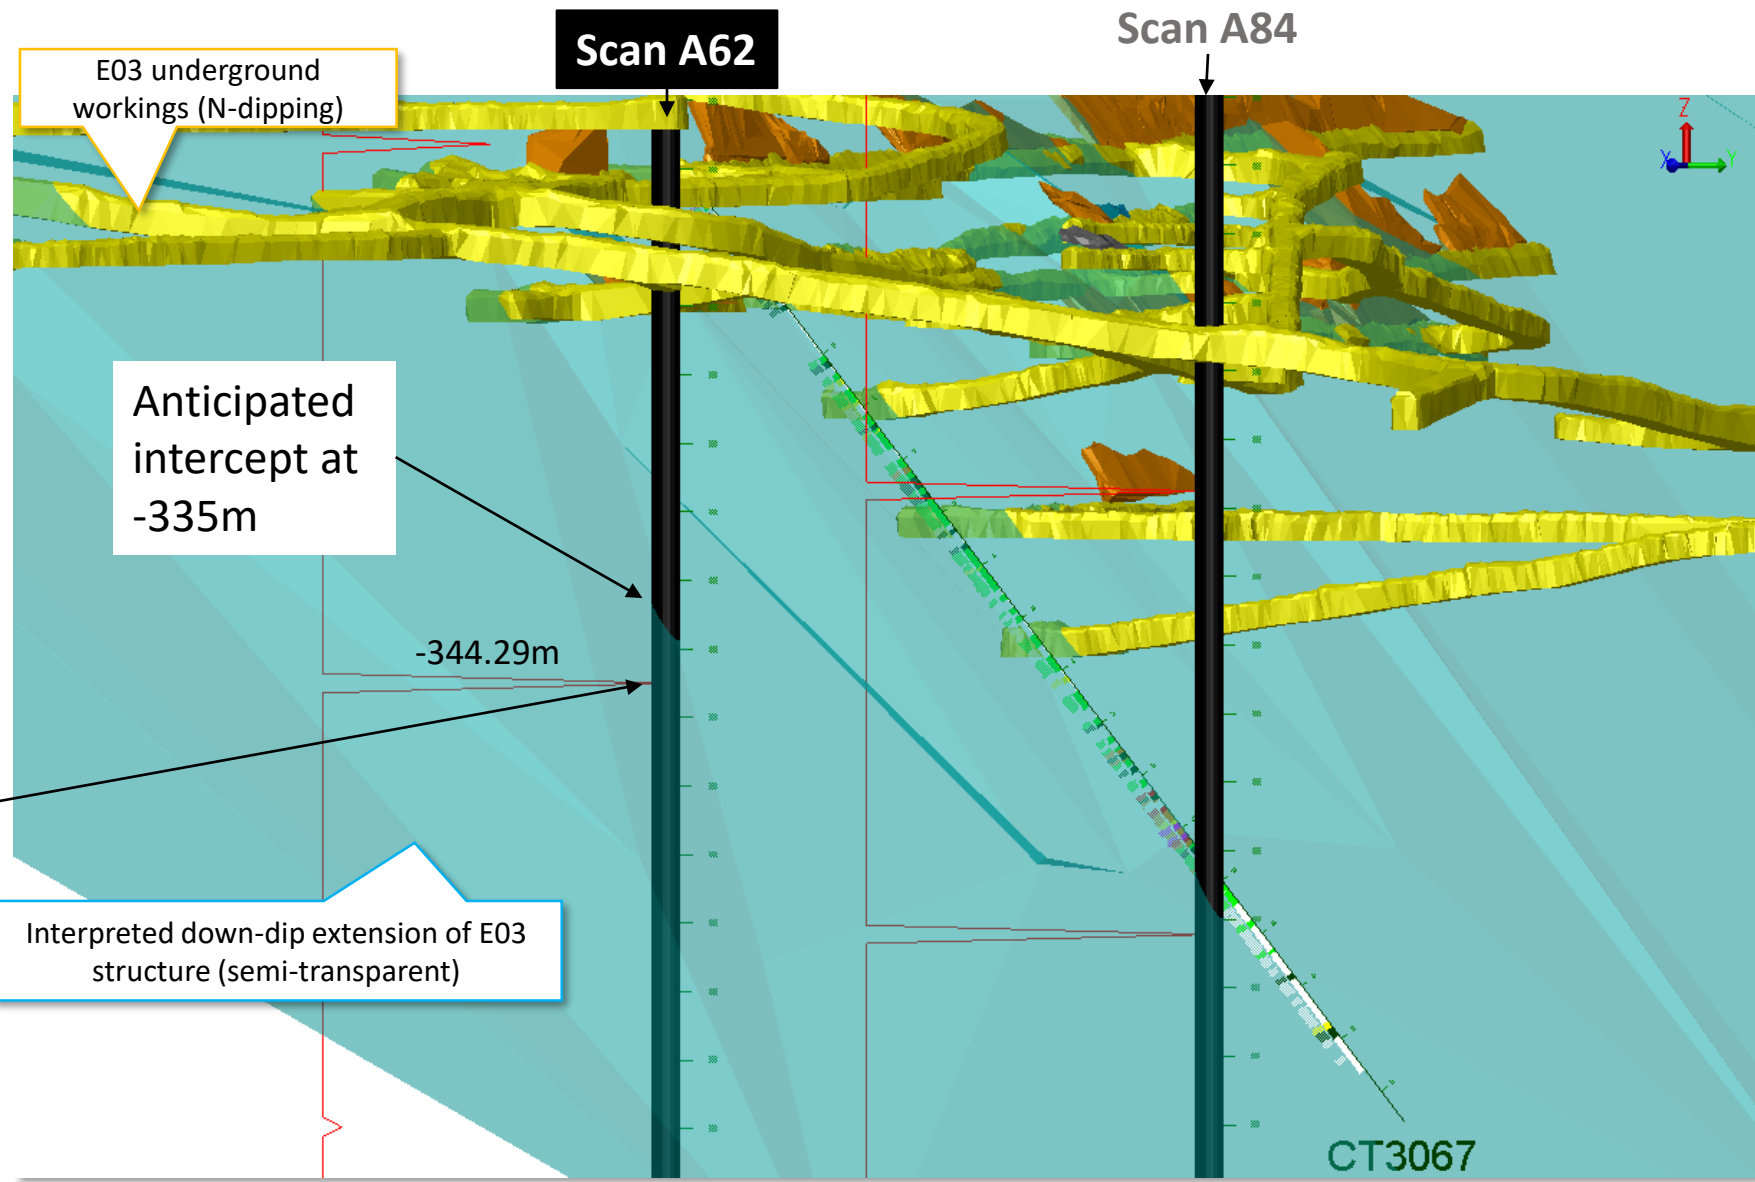 Scan A62
Scan A84
E03 underground
workings (N-dipping)
Z
X
Y
Anticipated
intercept at
-335m
-344.29m
Interpreted down-dip extension of E03
structure (semi-transparent)
CT3067